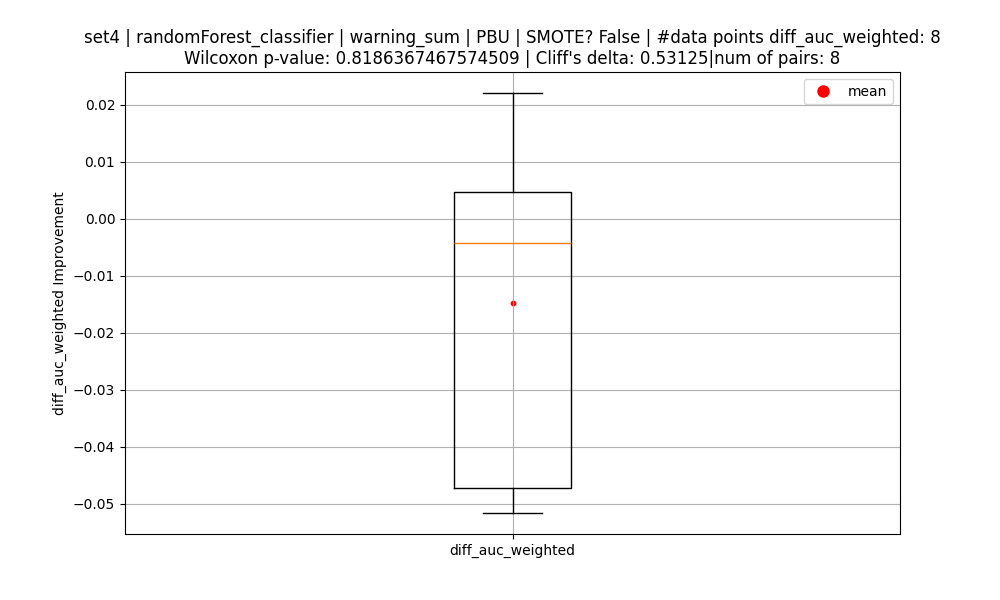 set4 | randomForest_classifier | warning_sum | PBU | SMOTE? False | #data points diff_auc_weighted: 8
Wilcoxon p-value: 0.8186367467574509 | Cliff's delta: 0.53125|num of pairs: 8
mean
0.02
0.01
0.00
−0.01
−0.02
−0.03
−0.04
−0.05
diff_auc_weighted Improvement
diff_auc_weighted